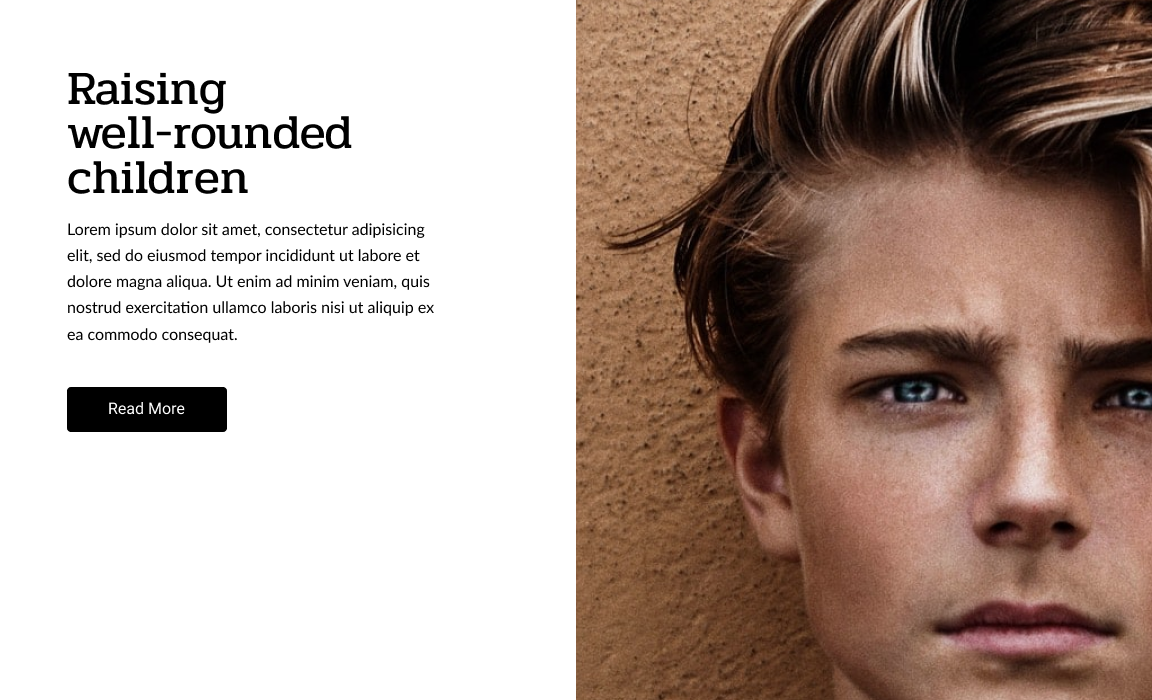 Raising
well-rounded
children
Lorem ipsum dolor sit amet, consectetur adipisicing
elit, sed do eiusmod tempor incididunt ut labore et
dolore magna aliqua. Ut enim ad minim veniam, quis
nostrud exercitation ullamco laboris nisi ut aliquip ex
ea commodo consequat.
Read More